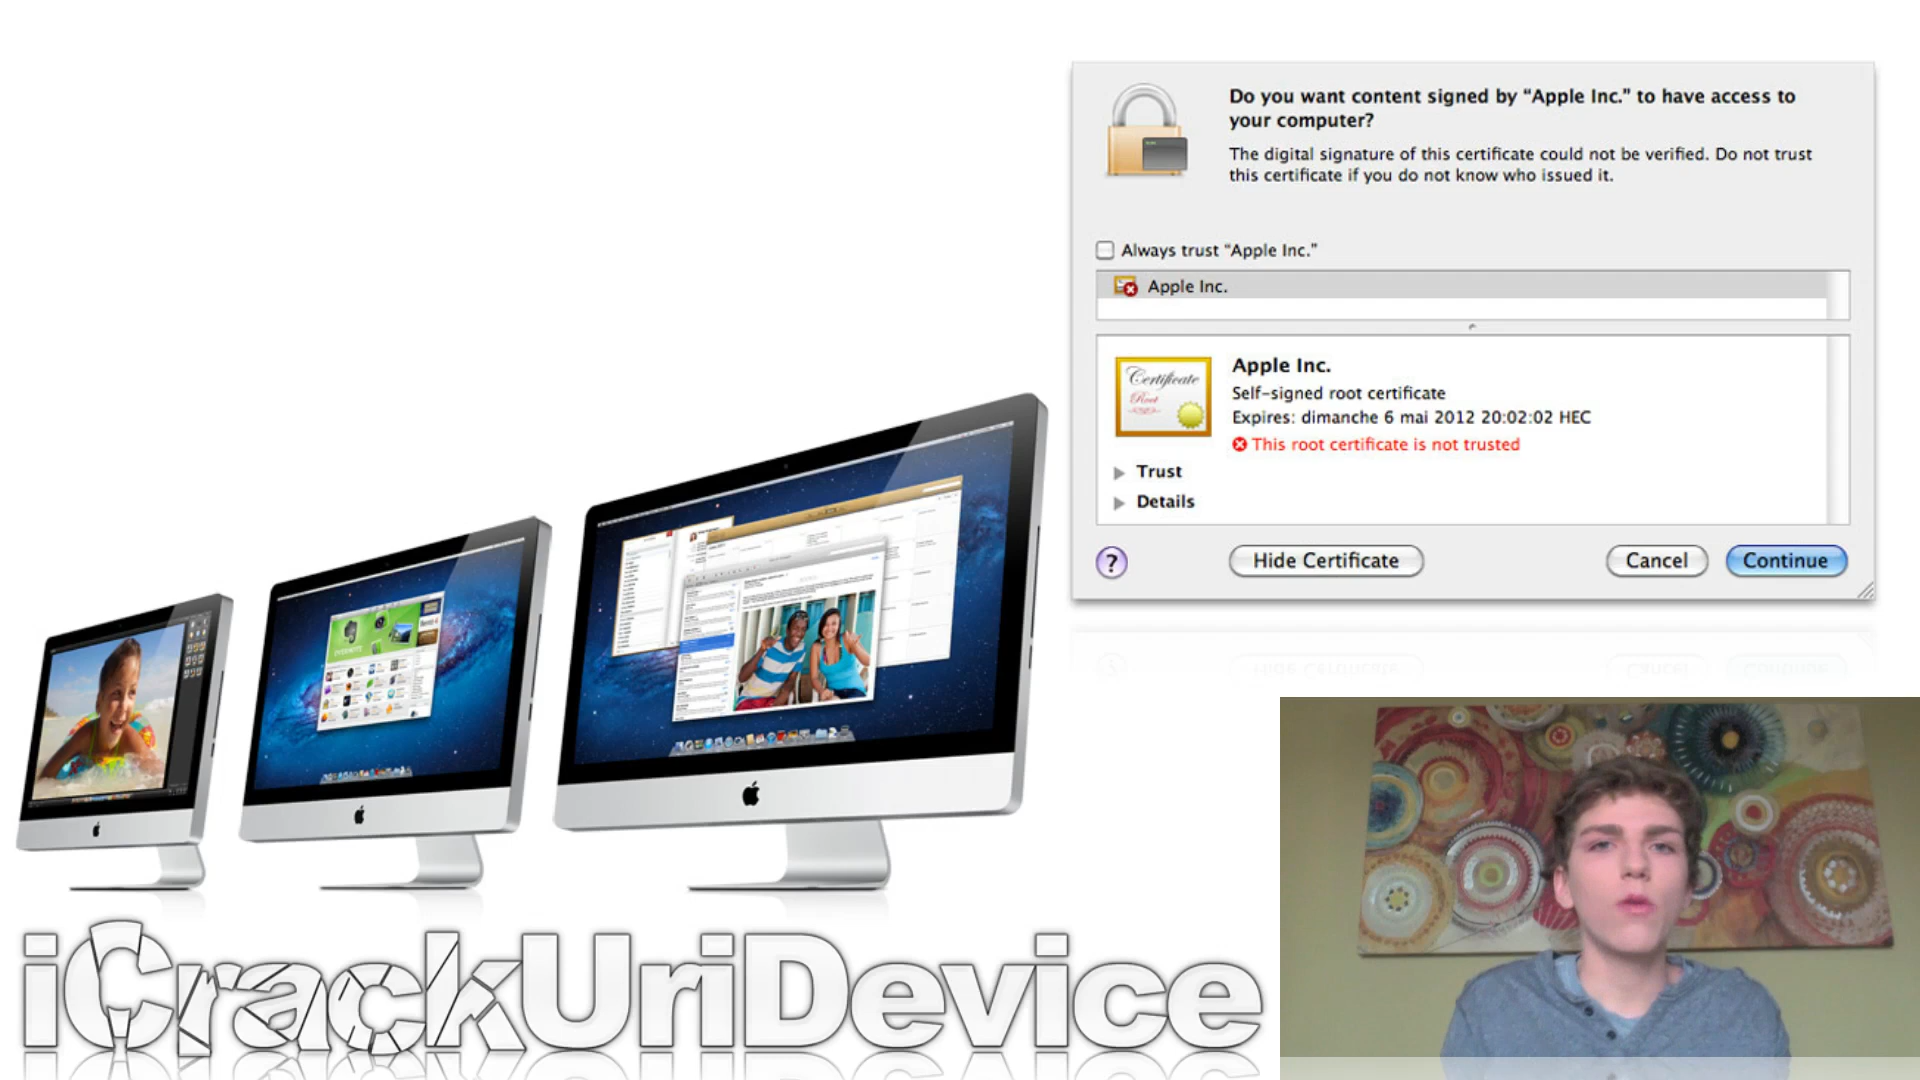 Do you want content signed by “Apple Inc.” to have access to
your computer?
The digital signature of this certificate could not be verified. Do not trust
this certificate if you do not know who issued it.
Always trust “Apple Inc.”
Apple Inc.
Certificate
Root
Apple Inc.
Self-signed root certificate
Expires: dimanche 6 mai 2012 20:02:02 HEC
This root certificate is not trusted
Trust
Details
?
Hide Certificate
Cancel
Continue
iCrackUriDevice